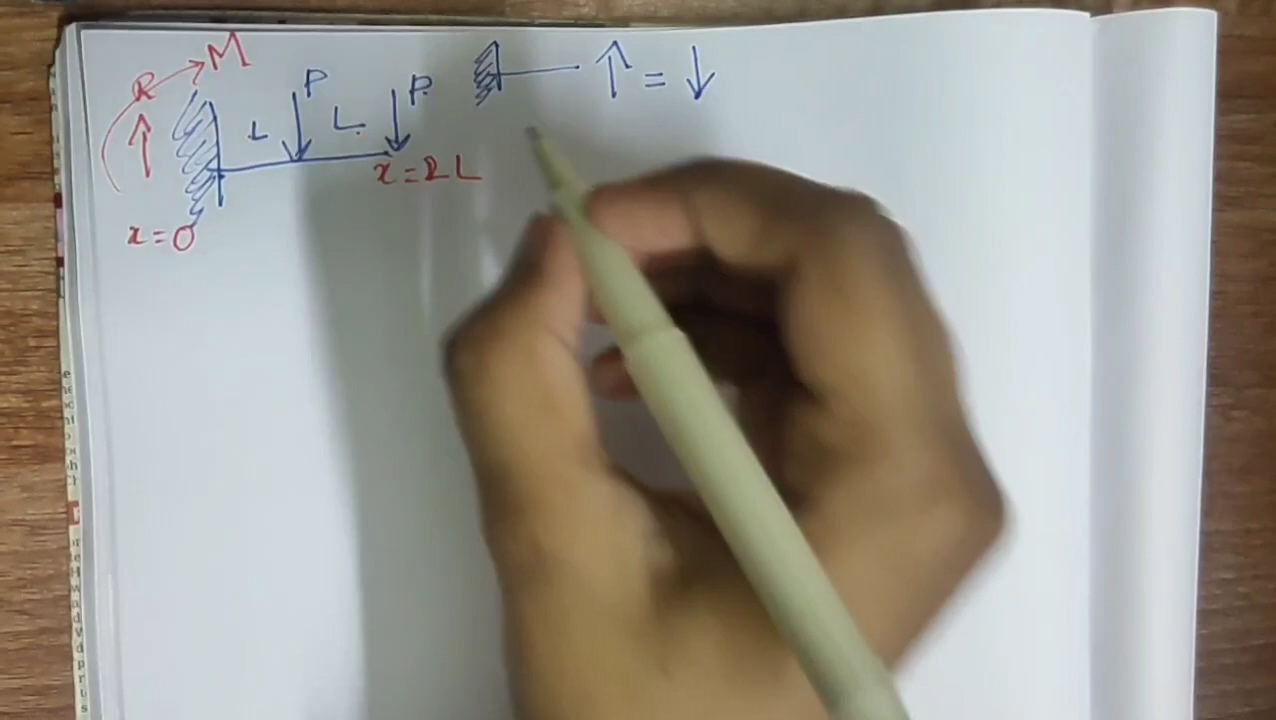 R M
P P
L L
↑ = ↓
x = 2L
x = 0